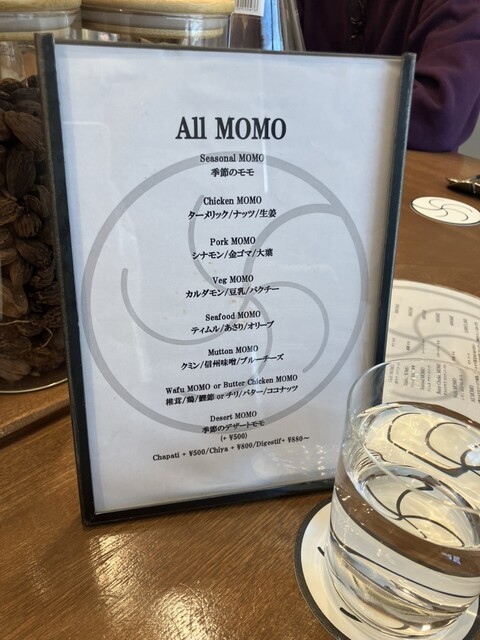 All MOMO
Seasonal MOMO
季節のモモ
Chicken MOMO
ターメリック/ナッツ/生姜
Pork MOMO
シナモン/金ゴマ/大葉
Veg MOMO
カルダモン/豆乳/パクチー
Seafood MOMO
ティムル/あさり/オリーブ
Mutton MOMO
クミン/信州味噌/ブルーチーズ
Wafu MOMO or Butter Chicken MOMO
椎茸/鶏/鰹節 or チリ/バター/ココナッツ
Desert MOMO
季節のデザートモモ
(+ ¥500)
Chapati + ¥500/Chiya + ¥800/Digestif+ ¥880～